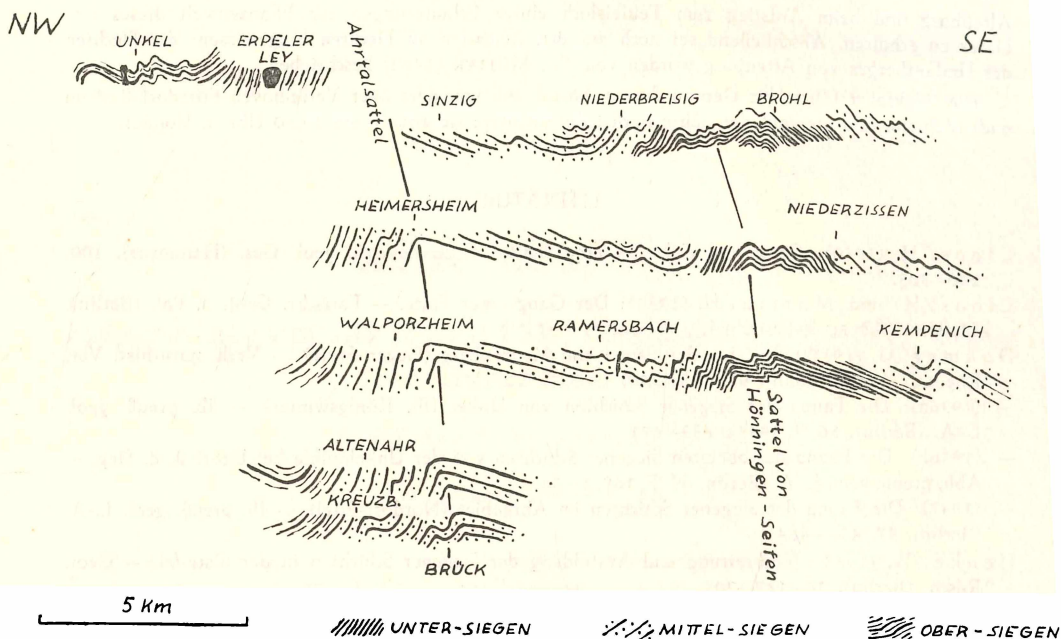 NW
SE
UNKEL
ERPELER
LEY
Ahrtalsattel
SINZIG
NIEDERBREISIG
BROHL
HEIMERSHEIM
NIEDERZISSEN
WALPORZHEIM
RAMERSBACH
KEMPENICH
Sattel von
Hönningen-Seifen
ALTENAHR
KREUZB.
BRÜCK
5 Km
UNTER-SIEGEN
MITTEL-SIEGEN
OBER-SIEGEN